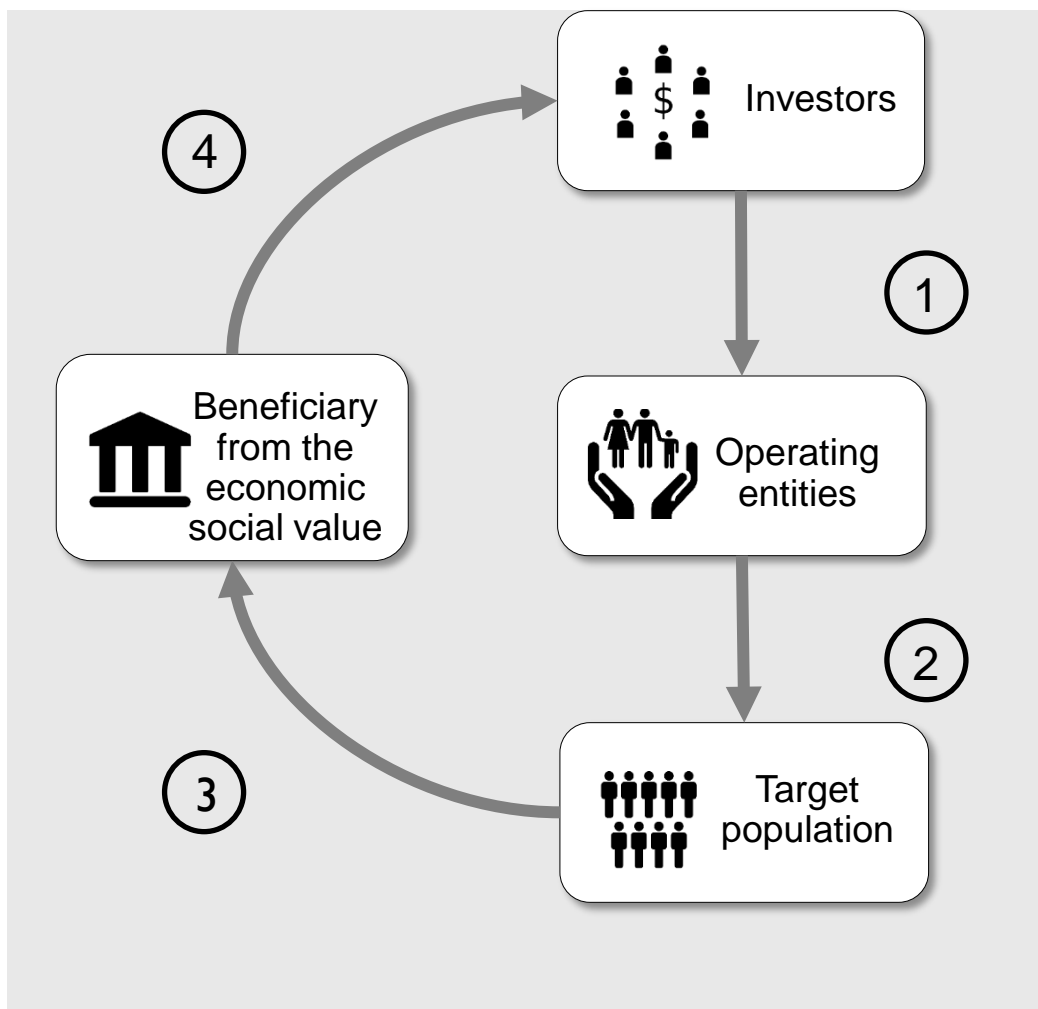 Investors
$
1
Operating
entities
2
Target
population
3
Beneficiary
from the
economic
social value
4